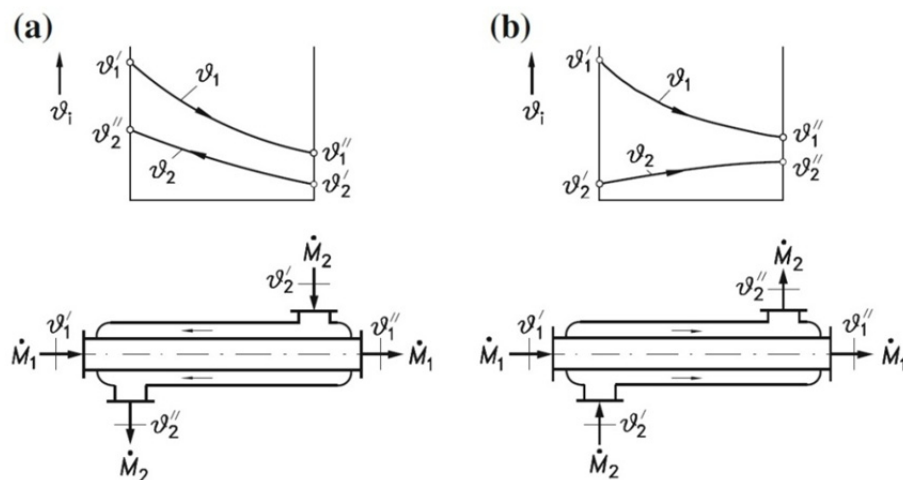 (a) (b)
ϑ₁′ ϑ₁ ϑ₁′ ϑ₁
ϑᵢ ϑᵢ
ϑ₂″ ϑ₁″ ϑ₁″
ϑ₂ ϑ₂′ ϑ₂′ ϑ₂ ϑ₂″
Ṁ₂ Ṁ₂
ϑ₂′ ϑ₂″
ϑ₁′ ϑ₁″ ϑ₁′ ϑ₁″
Ṁ₁ Ṁ₁ Ṁ₁ Ṁ₁
ϑ₂″ ϑ₂′
Ṁ₂ Ṁ₂